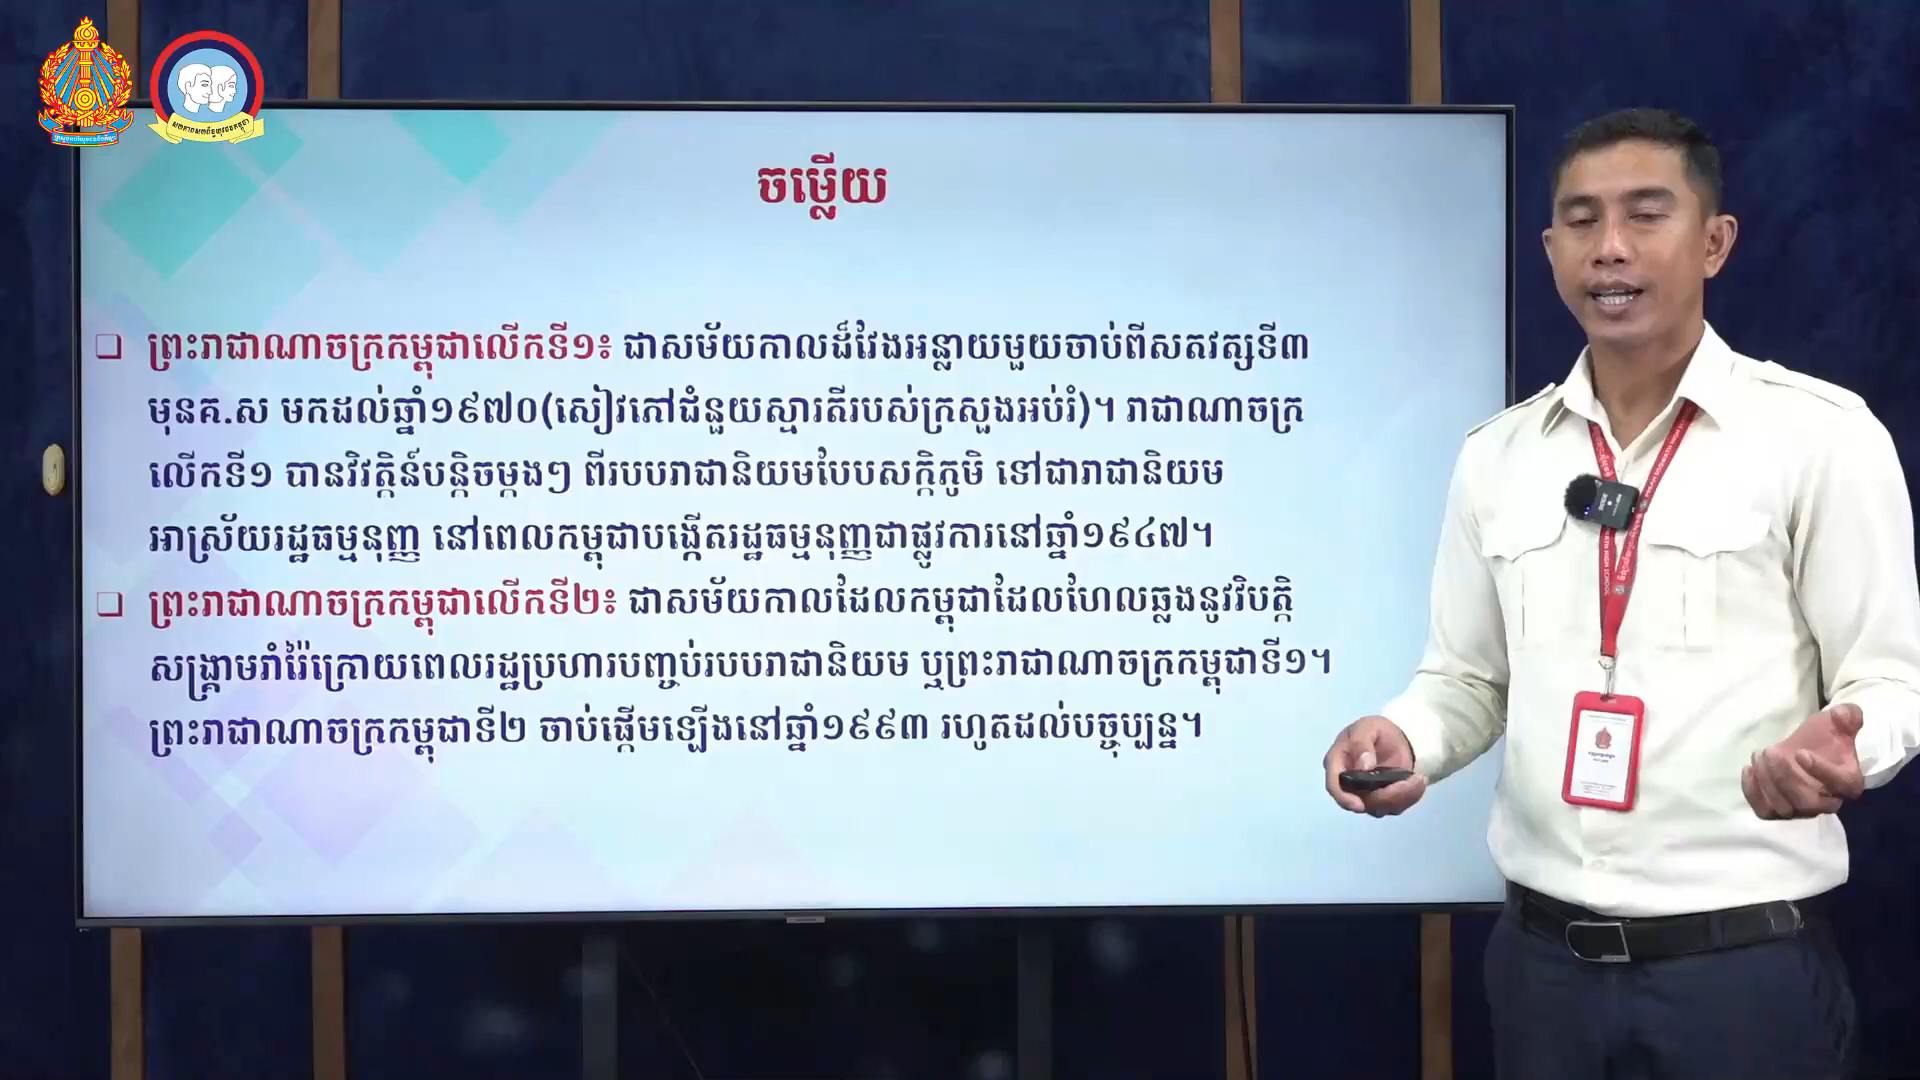 ចម្លើយ
❑ ព្រះរាជាណាចក្រកម្ពុជាលើកទី១៖ ជាសម័យកាលដ៏វែងអន្លាយមួយចាប់ពីសតវត្សទី៣
មុនគ.ស មកដល់ឆ្នាំ១៩៧០(សៀវភៅជំនួយស្មារតីរបស់ក្រសួងអប់រំ)។ រាជាណាចក្រ
លើកទី១ បានវិវត្តិន៍បន្តិចម្តងៗ ពីរបបរាជានិយមបែបសក្តិភូមិ ទៅជារាជានិយម
អាស្រ័យរដ្ឋធម្មនុញ្ញ នៅពេលកម្ពុជាបង្កើតរដ្ឋធម្មនុញ្ញជាផ្លូវការនៅឆ្នាំ១៩៤៧។
❑ ព្រះរាជាណាចក្រកម្ពុជាលើកទី២៖ ជាសម័យកាលដែលកម្ពុជាដែលហែលឆ្លងនូវវិបត្តិ
សង្គ្រាមរាំរ៉ៃក្រោយពេលរដ្ឋប្រហារបញ្ចប់របបរាជានិយម ឬព្រះរាជាណាចក្រកម្ពុជាទី១។
ព្រះរាជាណាចក្រកម្ពុជាទី២ ចាប់ផ្តើមឡើងនៅឆ្នាំ១៩៩៣ រហូតដល់បច្ចុប្បន្ន។